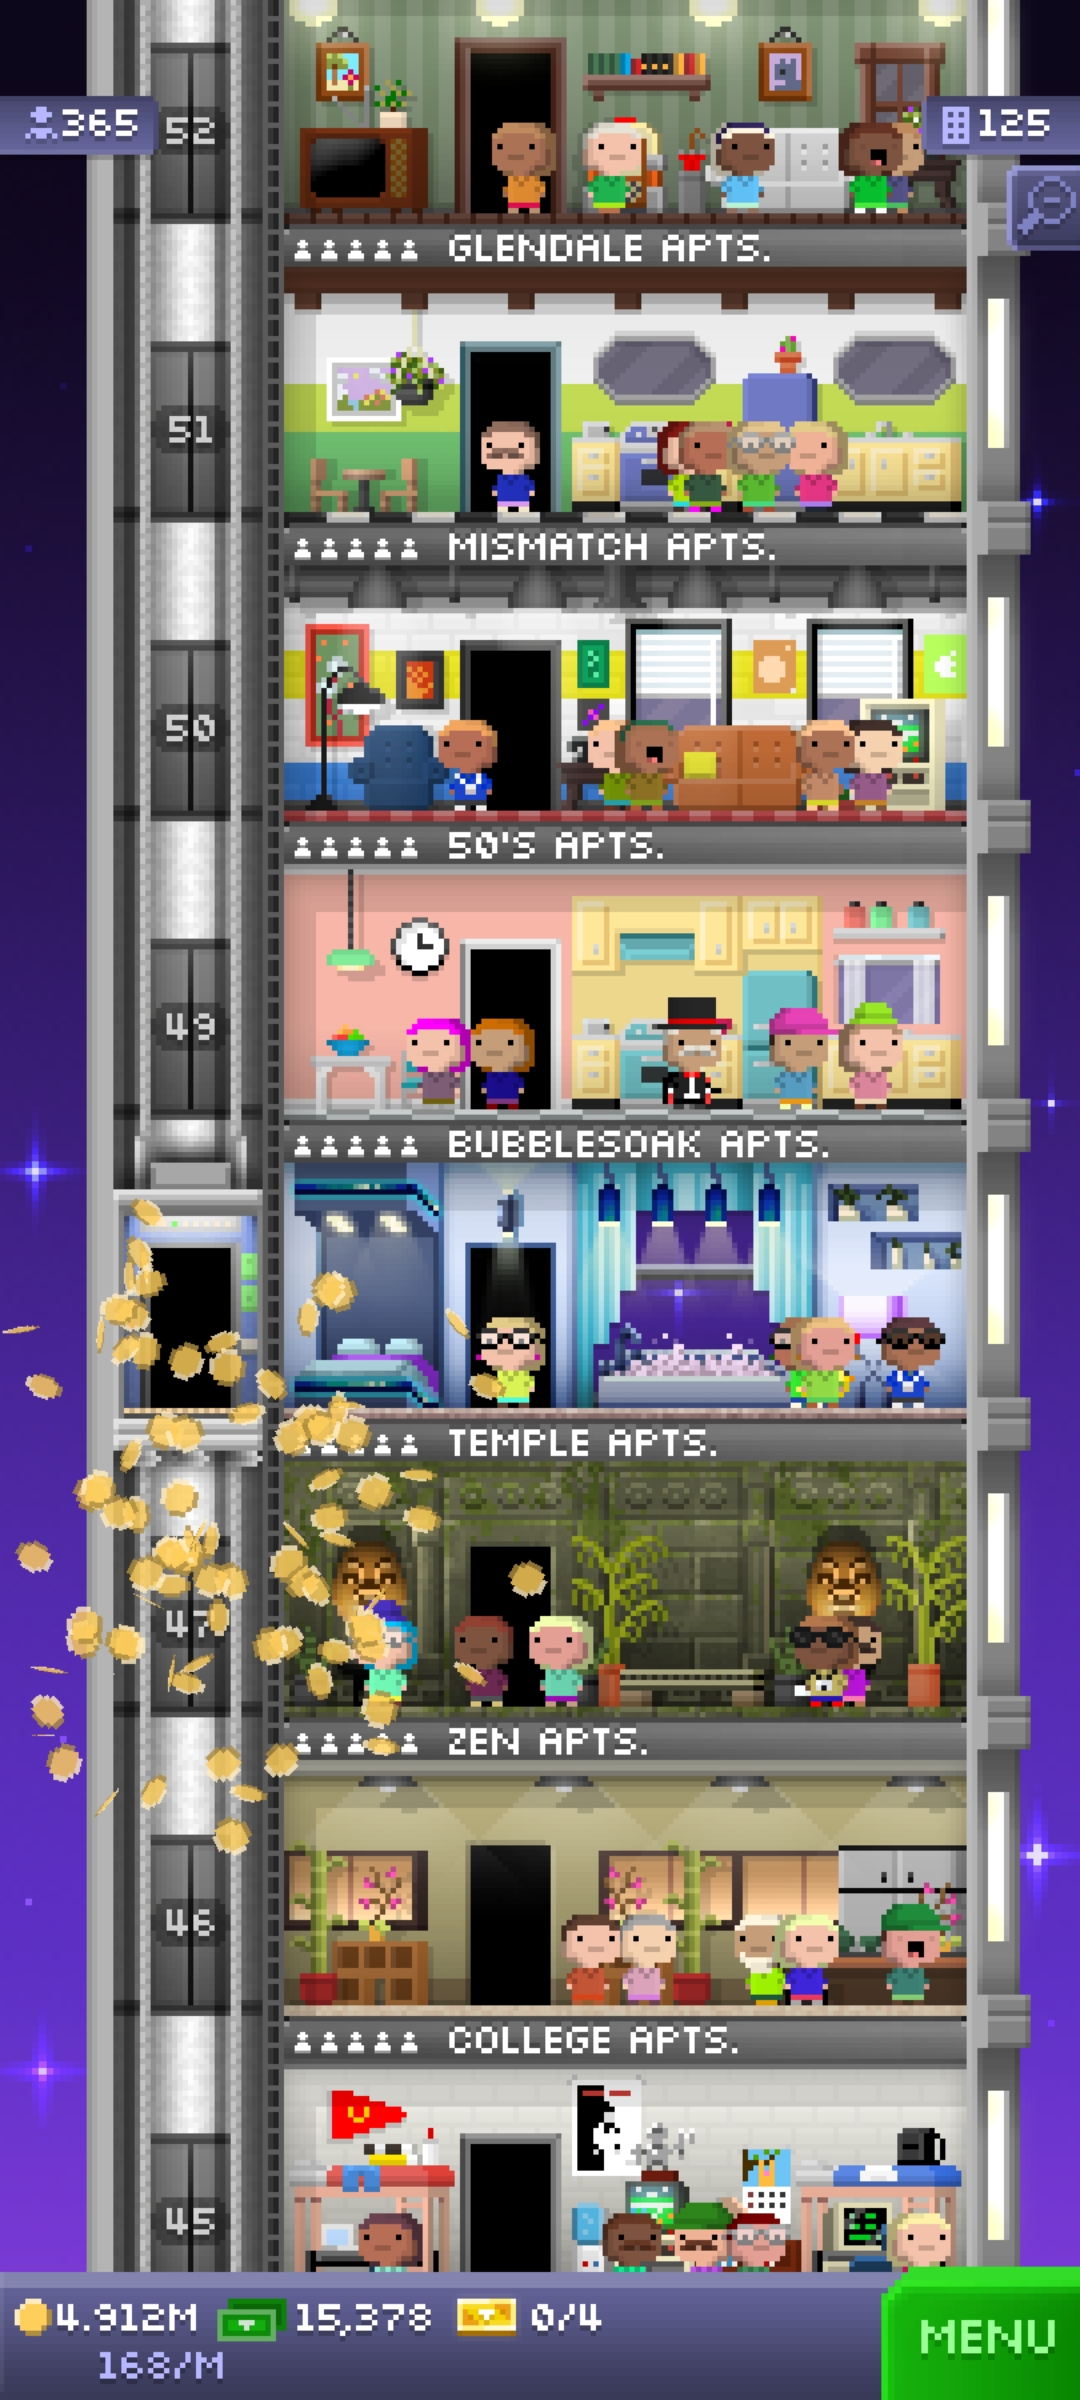 365
52
125
GLENDALE APTS.
51
MISMATCH APTS.
50
50'S APTS.
49
BUBBLESOAK APTS.
TEMPLE APTS.
47
ZEN APTS.
46
COLLEGE APTS.
45
4.912M
15,378
0/4
MENU
168/M